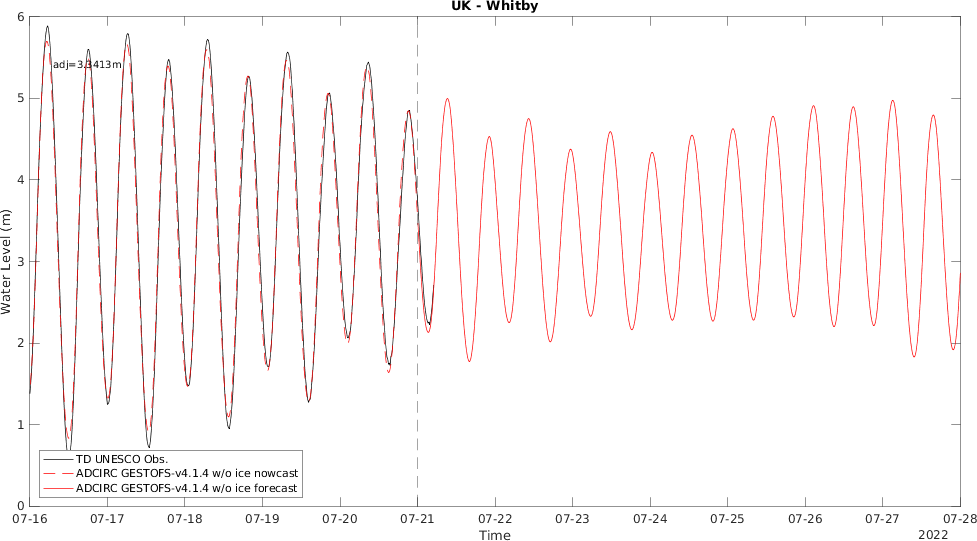 UK - Whitby
6
5
4
3
2
1
0
Water Level (m)
adj=3.3413m
TD UNESCO Obs.
ADCIRC GESTOFS-v4.1.4 w/o ice nowcast
ADCIRC GESTOFS-v4.1.4 w/o ice forecast
07-16 07-17 07-18 07-19 07-20 07-21 07-22 07-23 07-24 07-25 07-26 07-27 07-28
Time
2022